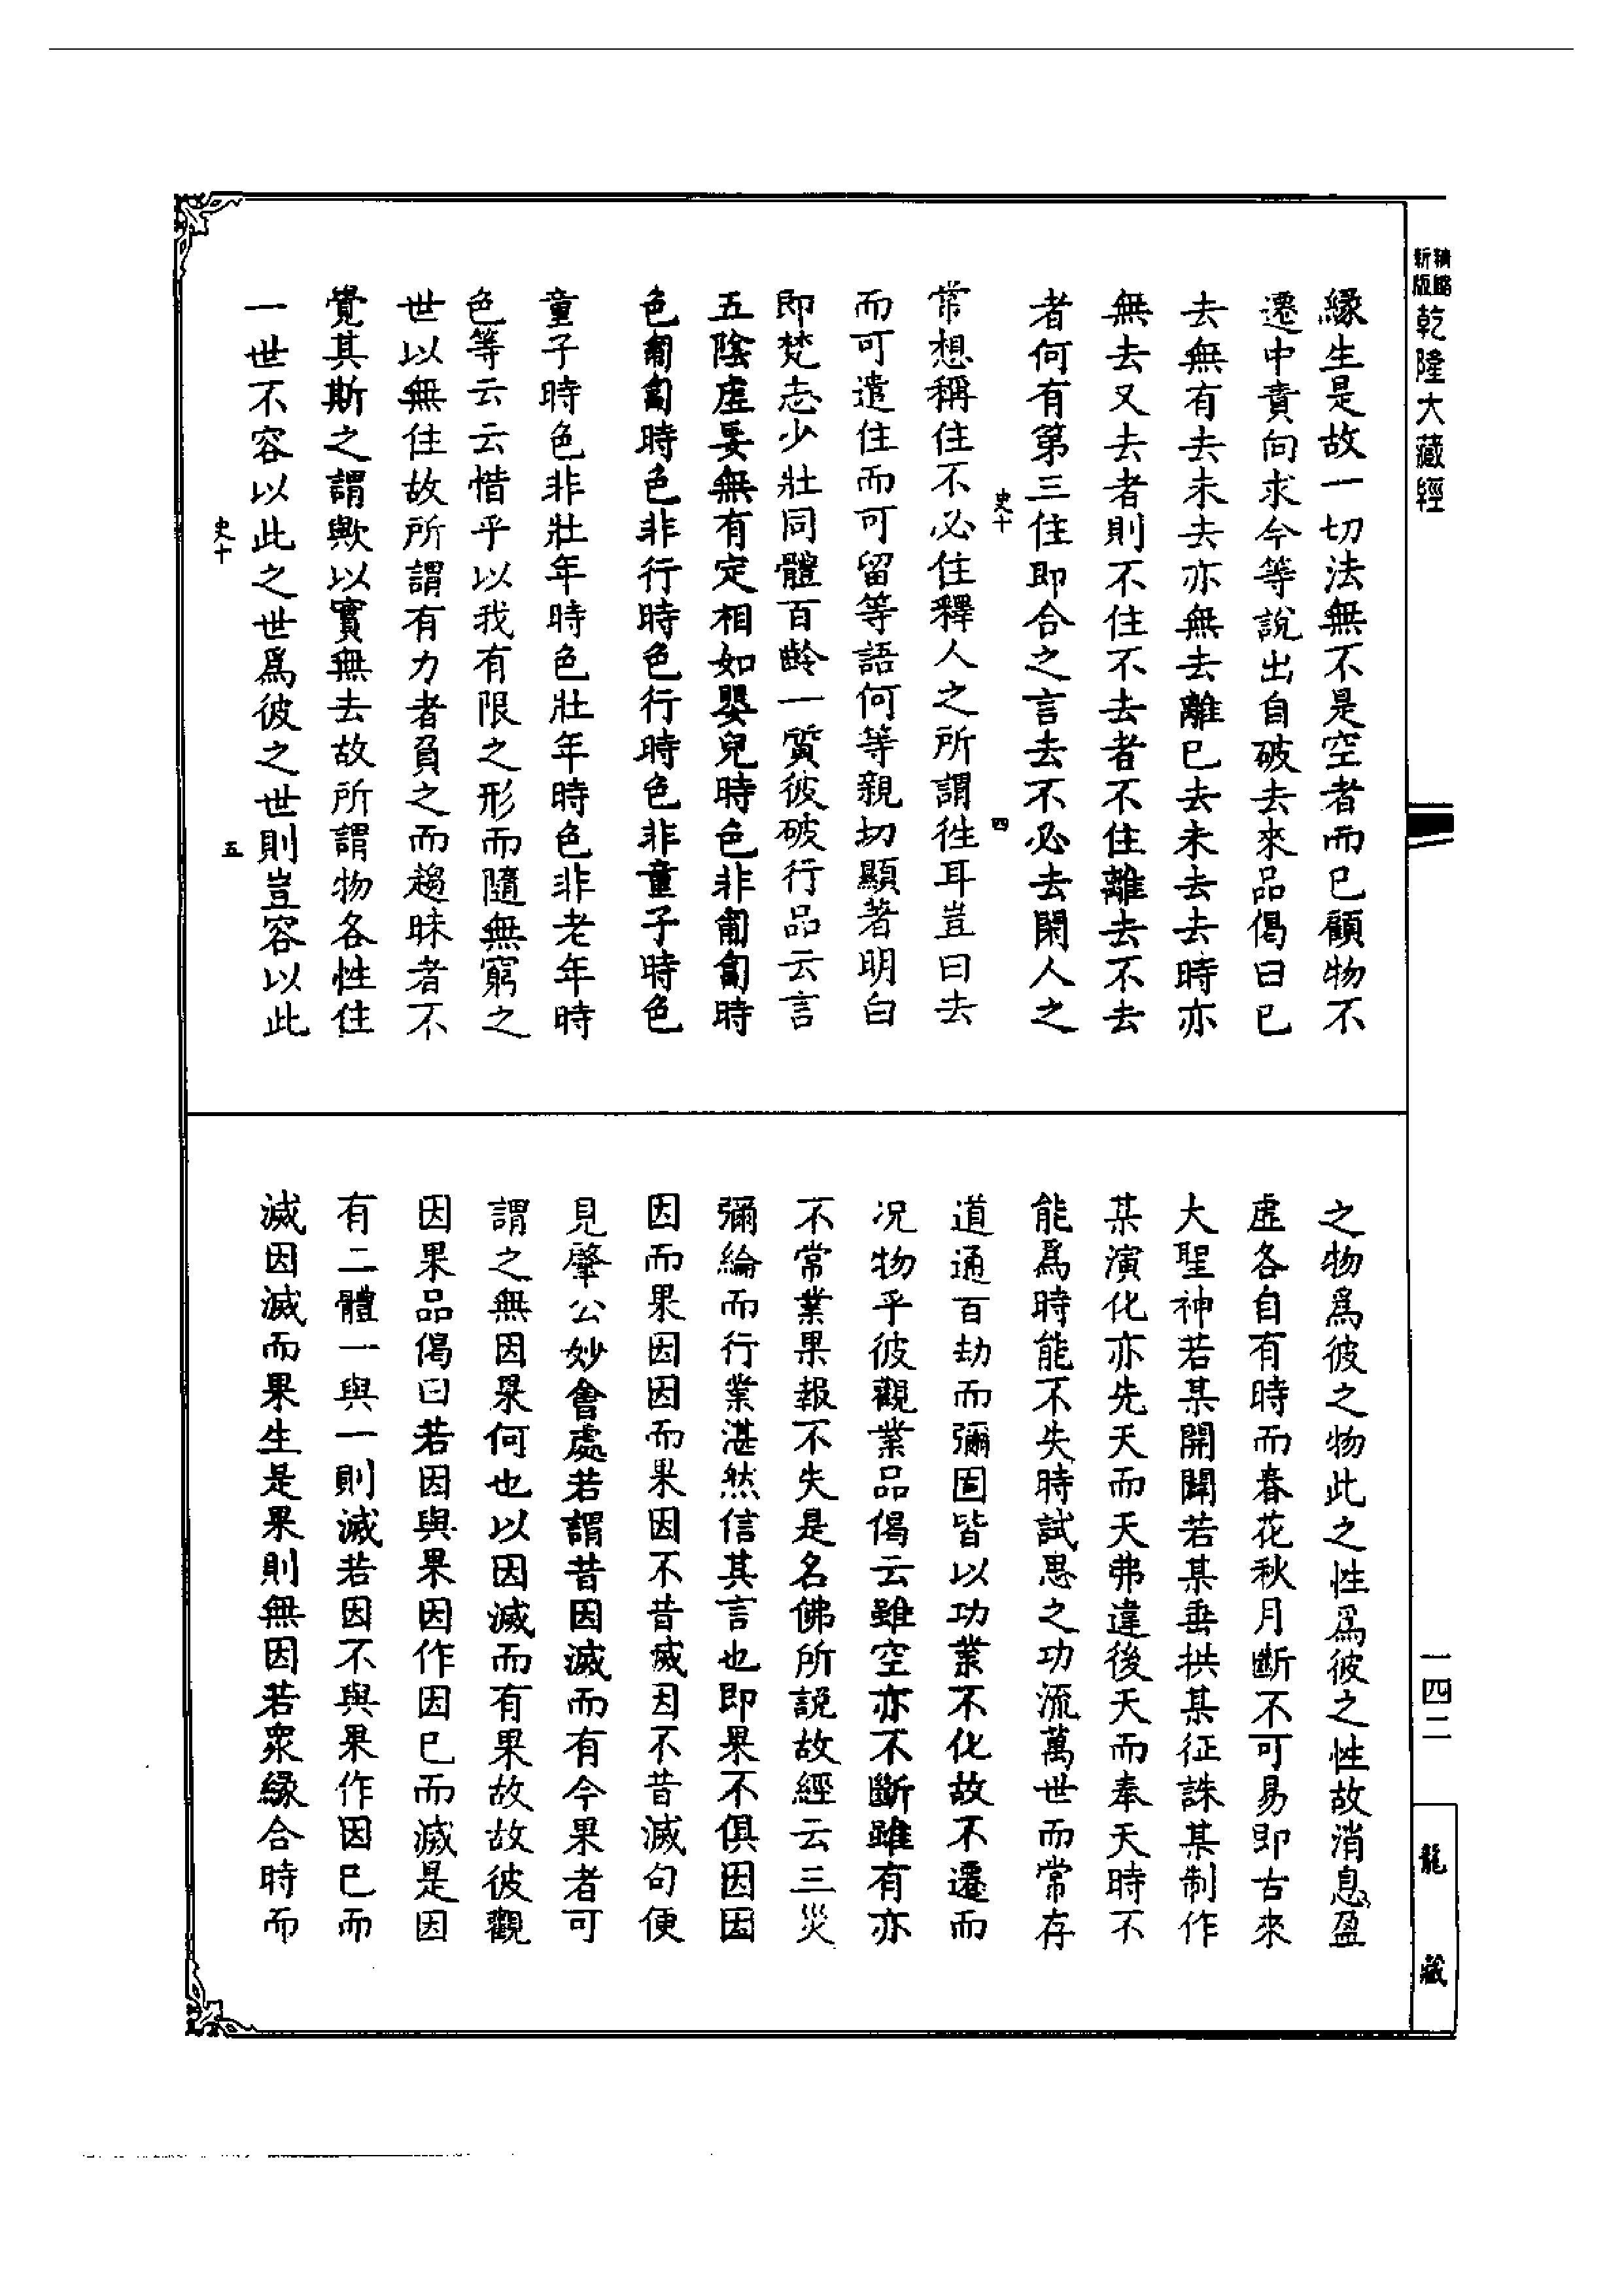 精縮新版乾隆大藏經
一四二
龍藏
緣生是故一切法無不是空者而已顧物不
遷中責向求今等說出自破去來品偈曰已
去無有去未去亦無去離已去未去去時亦
無去又去者則不住不去者不住離去不去
者何有第三住即合之言去不必去閑人之
史十 四
常想稱住不必住釋人之所謂徃耳豈曰去
而可遣住而可留等語何等親切顯著明白
即梵志少壯同體百齡一質彼破行品云言
五陰虛妄無有定相如嬰兒時色非匍匐時
色匍匐時色非行時色行時色非童子時色
童子時色非壯年時色壯年時色非老年時
色等云云惜乎以我有限之形而隨無窮之
世以無住故所謂有力者負之而趨昧者不
覺其斯之謂歟以實無去故所謂物各性住
一世不容以此之世爲彼之世則豈容以此
史十 五
之物爲彼之物此之性爲彼之性故消息盈
虛各自有時而春花秋月斷不可易即古來
大聖神若某開闢若某垂拱某征誅某制作
某演化亦先天而天弗違後天而奉天時不
能爲時能不失時試思之功流萬世而常存
道通百劫而彌固皆以功業不化故不遷而
况物乎彼觀業品偈云雖空亦不斷雖有亦
不常業果報不失是名佛所說故經云三災
彌綸而行業湛然信其言也即果不俱因因
因而果因因而果因不昔滅因不昔滅句便
見肇公妙會處若謂昔因滅而有今果者可
謂之無因果何也以因滅而有果故故彼觀
因果品偈曰若因與果因作因已而滅是因
有二體一與一則滅若因不與果作因已而
滅因滅而果生是果則無因若衆緣合時而